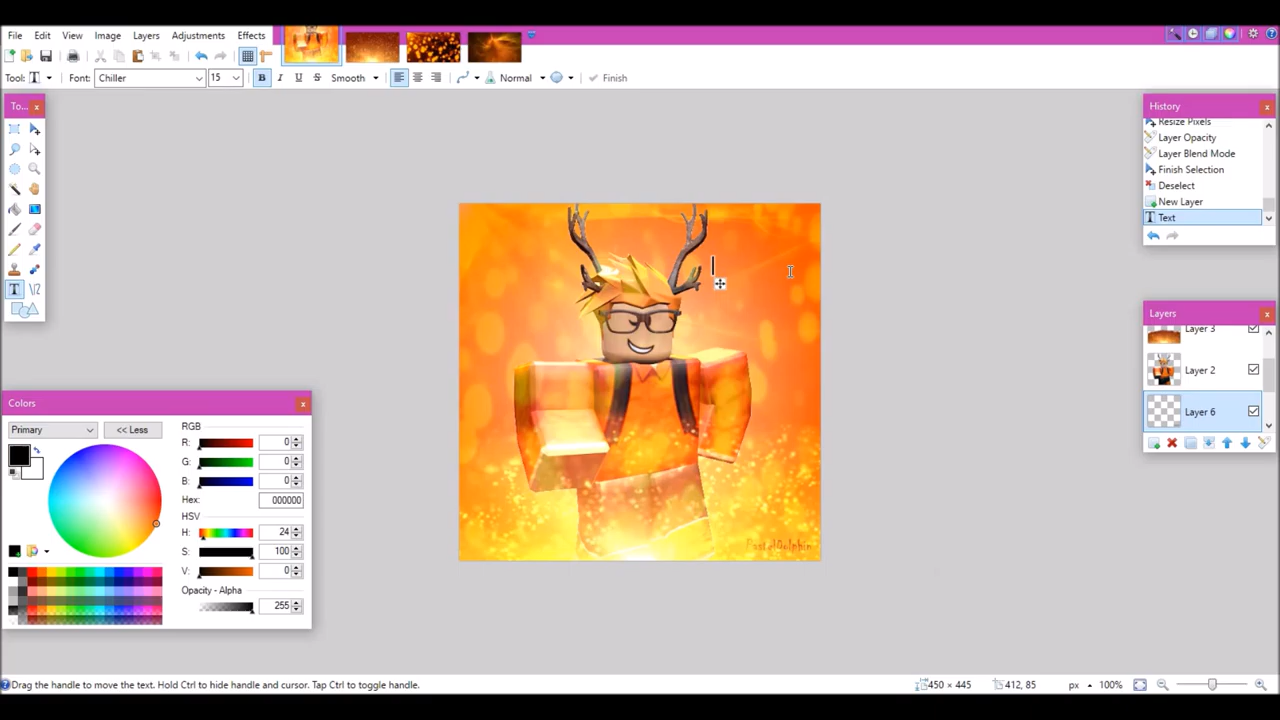 File Edit View Image Layers Adjustments Effects
Tool: T Font: Chiller 15 B I U S Smooth Normal Finish
To...
History
Resize Pixels
Layer Opacity
Layer Blend Mode
Finish Selection
Deselect
New Layer
Text
Layers
Layer 3
Layer 2
Layer 6
Colors
Primary << Less
RGB
R: 0
G: 0
B: 0
Hex: 000000
HSV
H: 24
S: 100
V: 0
Opacity - Alpha
255
PastelDolphin
Drag the handle to move the text. Hold Ctrl to hide handle and cursor. Tap Ctrl to toggle handle. 450 × 445 412, 85 px 100%